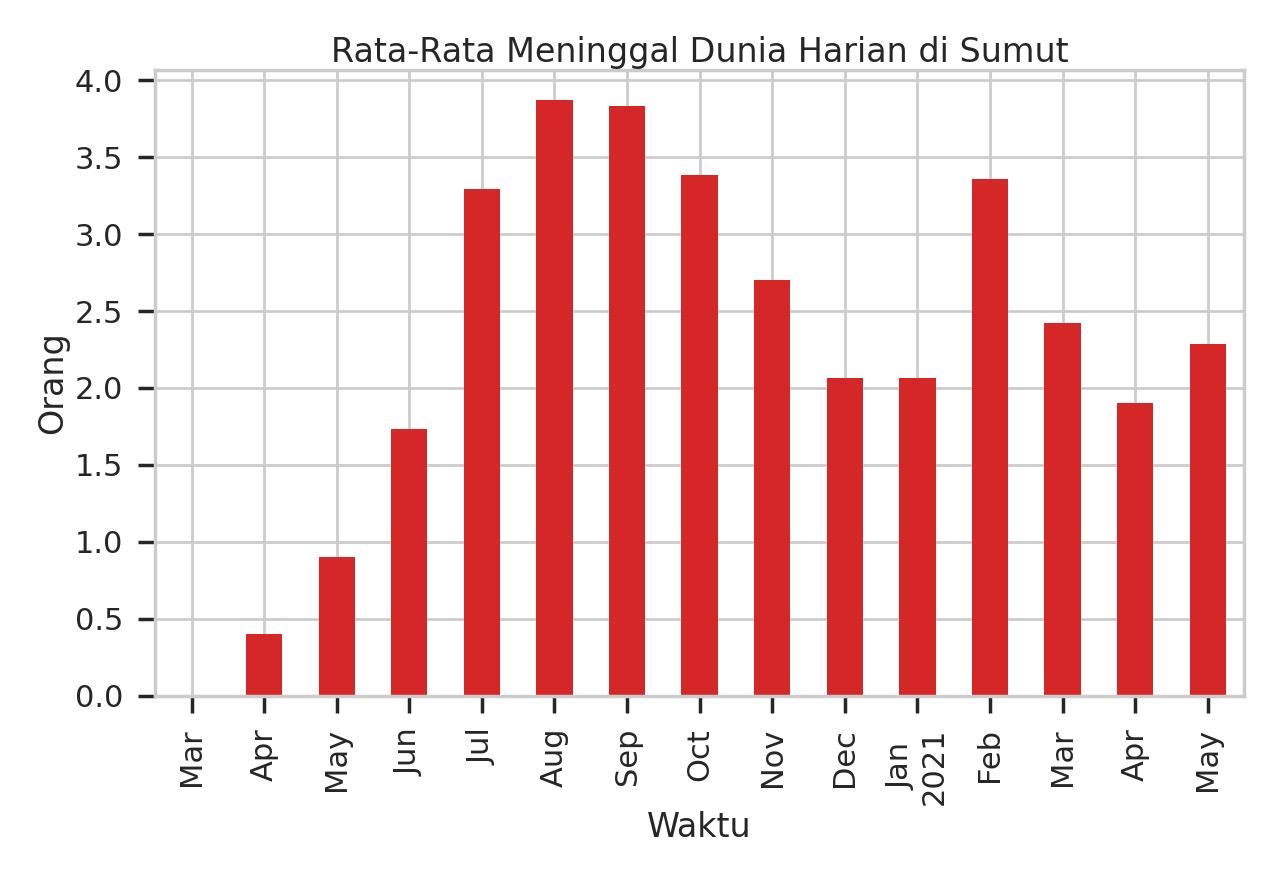 Rata-Rata Meninggal Dunia Harian di Sumut
4.0
3.5
3.0
2.5
2.0
1.5
1.0
0.5
0.0
Orang
Mar
Apr
May
Jun
Jul
Aug
Sep
Oct
Nov
Dec
Jan
2021
Feb
Mar
Apr
May
Waktu